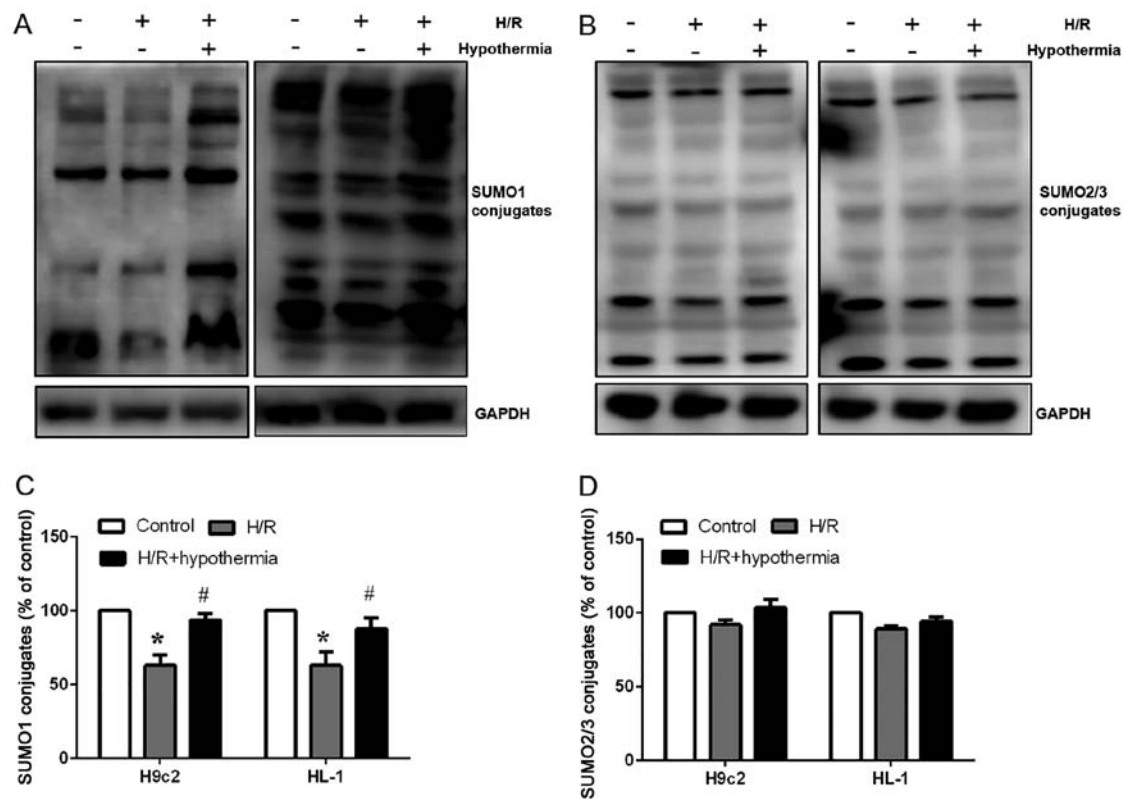 A
- + + H/R
- - + Hypothermia
- + +
- - +
SUMO1
conjugates
GAPDH
B
- + + H/R
- - + Hypothermia
- + +
- - +
SUMO2/3
conjugates
GAPDH
C
SUMO1 conjugates (% of control)
150
100
50
0
Control
H/R
H/R+hypothermia
*
#
*
#
H9c2
HL-1
D
SUMO2/3 conjugates (% of control)
150
100
50
0
Control
H/R
H/R+hypothermia
H9c2
HL-1